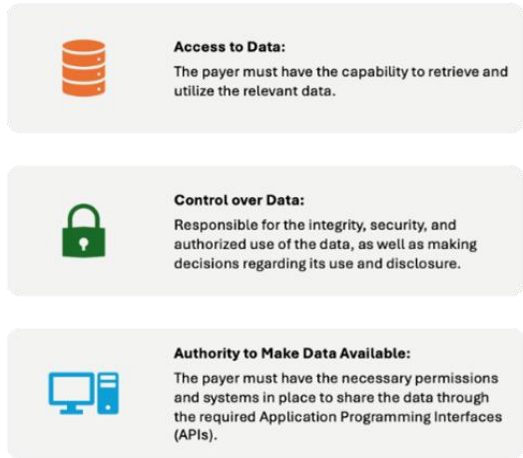 Access to Data:
The payer must have the capability to retrieve and
utilize the relevant data.
Control over Data:
Responsible for the integrity, security, and
authorized use of the data, as well as making
decisions regarding its use and disclosure.
Authority to Make Data Available:
The payer must have the necessary permissions
and systems in place to share the data through
the required Application Programming Interfaces
(APIs).